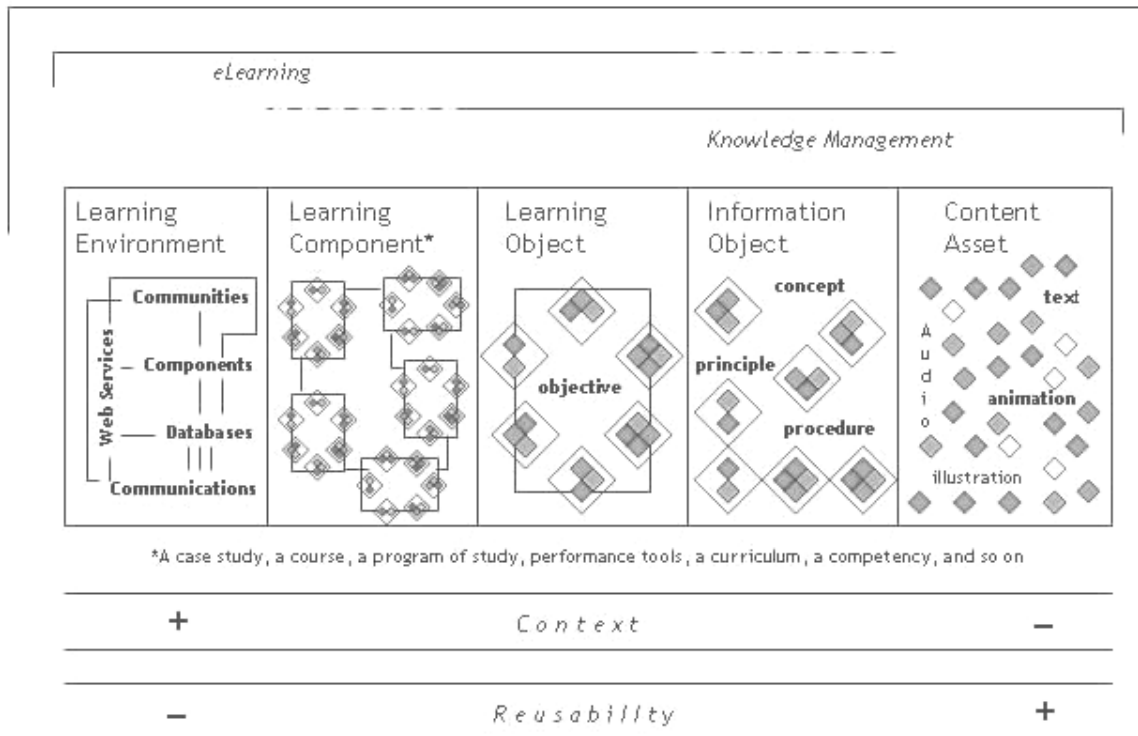 eLearning
Knowledge Management
Learning
Environment
Communities
Web Services
Components
Databases
Communications
Learning
Component*
Learning
Object
objective
Information
Object
concept
principle
procedure
Content
Asset
text
Audio
animation
illustration
*A case study, a course, a program of study, performance tools, a curriculum, a competency, and so on
+ Context –
– Reusabillty +